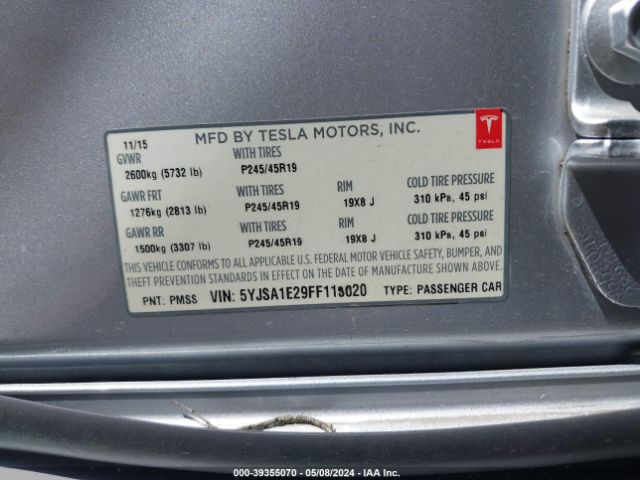 11/15 MFD BY TESLA MOTORS, INC.
GVWR WITH TIRES
2600kg (5732 lb) P245/45R19
GAWR FRT WITH TIRES RIM COLD TIRE PRESSURE
1276kg (2813 lb) P245/45R19 19X8 J 310 kPa, 45 psi
GAWR RR WITH TIRES RIM COLD TIRE PRESSURE
1500kg (3307 lb) P245/45R19 19X8 J 310 kPa, 45 psi
THIS VEHICLE CONFORMS TO ALL APPLICABLE U.S. FEDERAL MOTOR VEHICLE SAFETY, BUMPER, AND
THEFT PREVENTION STANDARDS IN EFFECT ON THE DATE OF MANUFACTURE SHOWN ABOVE.
PNT: PMSS VIN: 5YJSA1E29FF115020 TYPE: PASSENGER CAR
TESLA
000-39355070 - 05/08/2024 - IAA Inc.